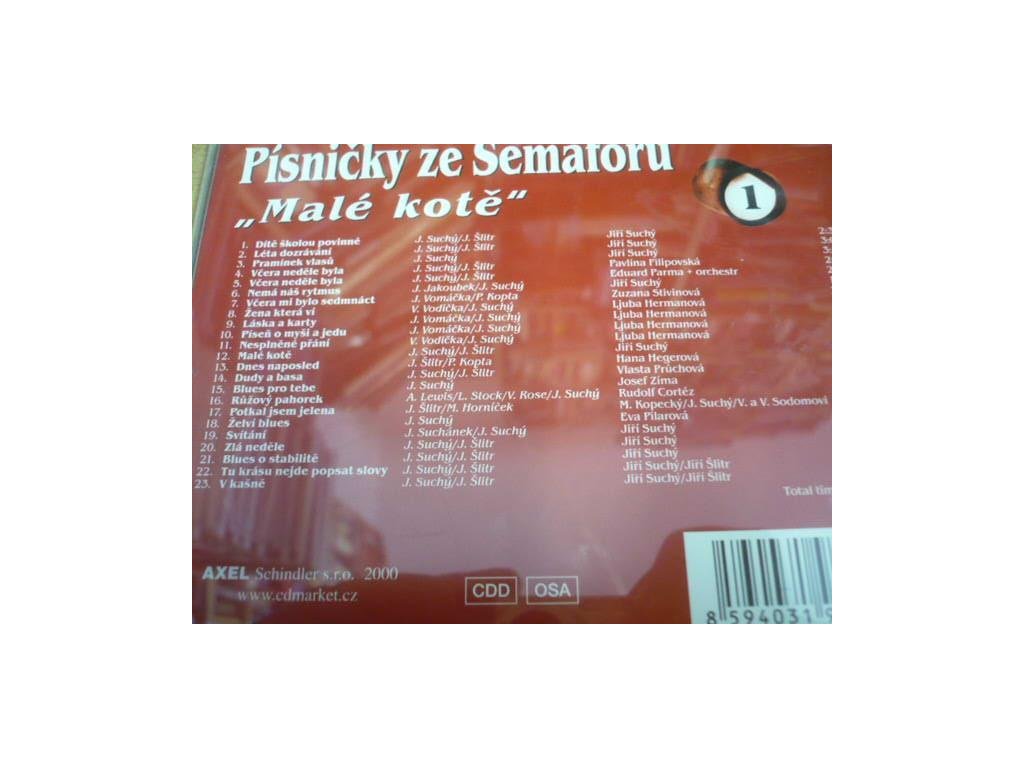 Písničky ze Semaforu
„Malé kotě“
1
1. Dítě školou povinné J. Suchý/J. Šlitr Jiří Suchý
2. Léta dozrávání J. Suchý/J. Šlitr Jiří Suchý
3. Pramínek vlasů J. Suchý Jiří Suchý
4. Včera neděle byla J. Suchý/J. Šlitr Pavlína Filipovská
5. Včera neděle byla J. Suchý/J. Šlitr Eduard Parma + orchestr
6. Nemá náš rytmus J. Jakoubek/J. Suchý Jiří Suchý
7. Včera mi bylo sedmnáct J. Vomáčka/P. Kopta Zuzana Stivínová
8. Žena která ví V. Vodička/J. Suchý Ljuba Hermanová
9. Láska a karty J. Vomáčka/J. Suchý Ljuba Hermanová
10. Píseň o myši a jedu J. Vomáčka/J. Suchý Ljuba Hermanová
11. Nesplněné přání V. Vodička/J. Suchý Ljuba Hermanová
12. Malé kotě J. Suchý/J. Šlitr Jiří Suchý
13. Dnes naposled J. Šlitr/P. Kopta Hana Hegerová
14. Dudy a basa J. Suchý/J. Šlitr Vlasta Průchová
15. Blues pro tebe J. Suchý Josef Zíma
16. Růžový pahorek A. Lewis/L. Stock/V. Rose/J. Suchý Rudolf Cortéz
17. Potkal jsem jelena J. Šlitr/M. Horníček M. Kopecký/J. Suchý/V. a V. Sodomovi
18. Želví blues J. Suchý Eva Pilarová
19. Svítání J. Suchánek/J. Suchý Jiří Suchý
20. Zlá neděle J. Suchý/J. Šlitr Jiří Suchý
21. Blues o stabilitě J. Suchý/J. Šlitr Jiří Suchý
22. Tu krásu nejde popsat slovy J. Suchý/J. Šlitr Jiří Suchý/Jiří Šlitr
23. V kašně J. Suchý/J. Šlitr Jiří Suchý/Jiří Šlitr
Total
AXEL Schindler s.r.o. 2000
www.cdmarket.cz
CDD OSA
8 594031